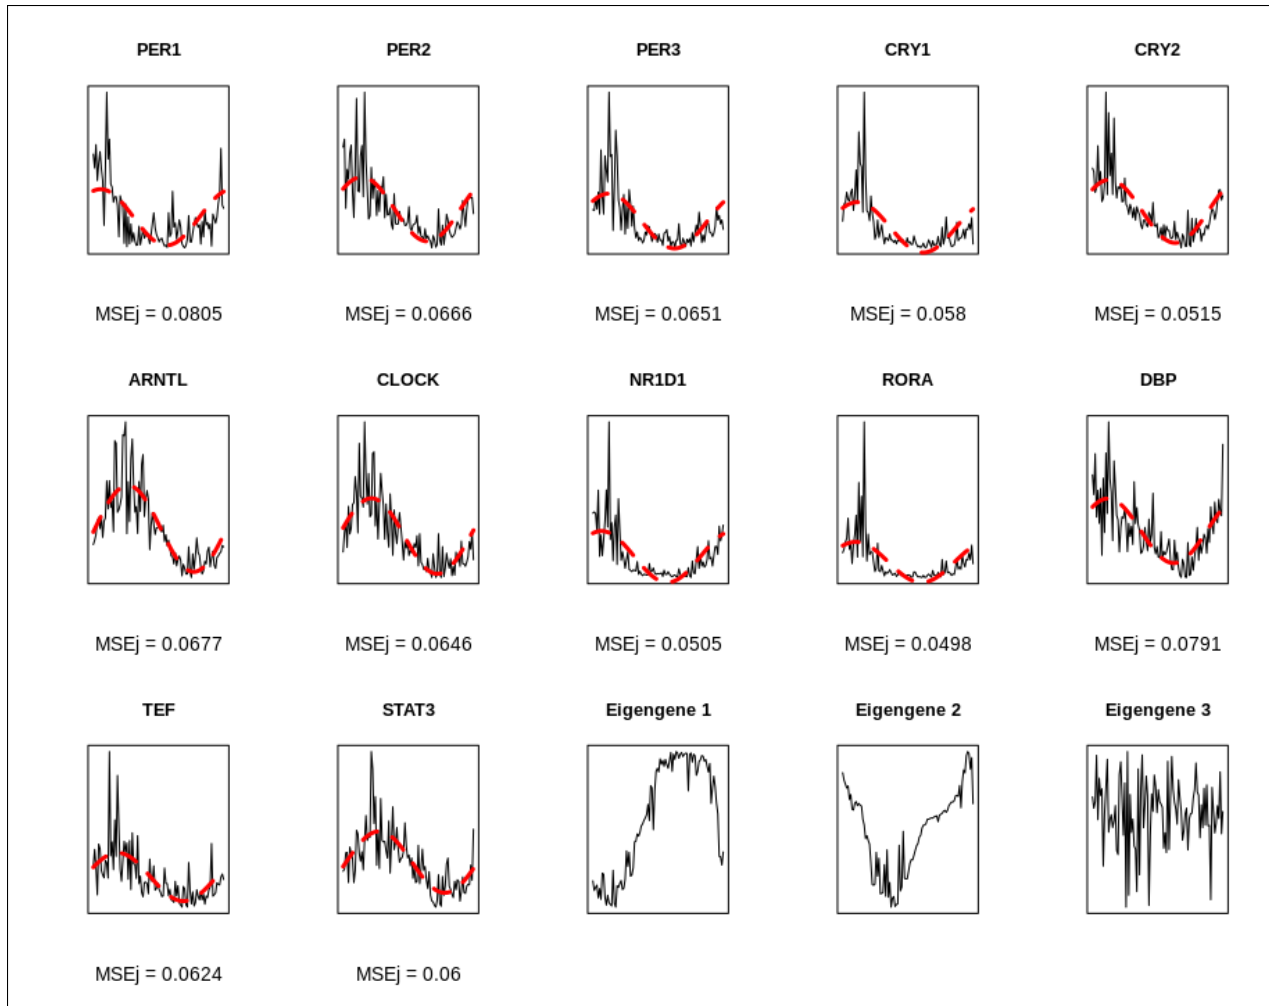 PER1 PER2 PER3 CRY1 CRY2
MSEj = 0.0805 MSEj = 0.0666 MSEj = 0.0651 MSEj = 0.058 MSEj = 0.0515
ARNTL CLOCK NR1D1 RORA DBP
MSEj = 0.0677 MSEj = 0.0646 MSEj = 0.0505 MSEj = 0.0498 MSEj = 0.0791
TEF STAT3 Eigengene 1 Eigengene 2 Eigengene 3
MSEj = 0.0624 MSEj = 0.06